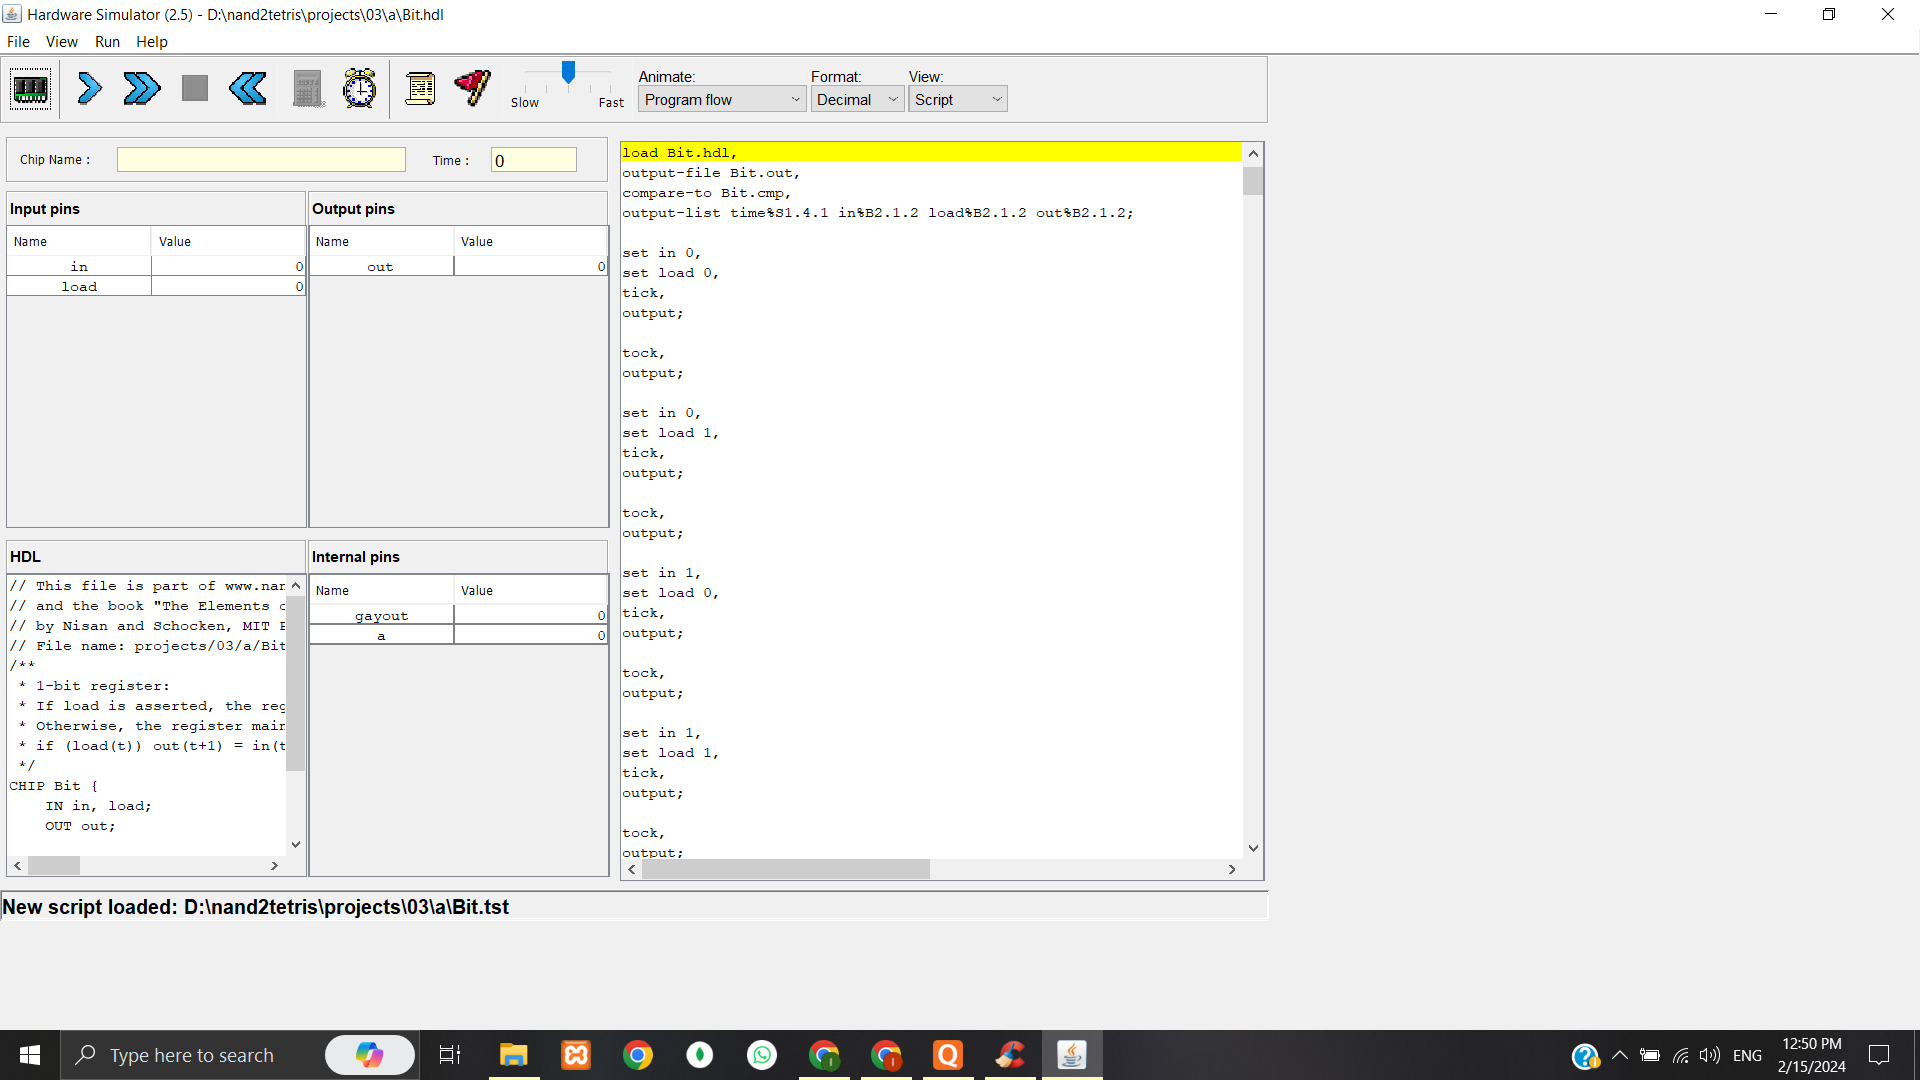 Hardware Simulator (2.5) - D:\nand2tetris\projects\03\a\Bit.hdl
File View Run Help
Slow Fast
Animate: Format: View:
Program flow Decimal Script
Chip Name :
Time : 0
Input pins
Name Value
in 0
load 0
Output pins
Name Value
out 0
HDL
// This file is part of www.nan
// and the book "The Elements o
// by Nisan and Schocken, MIT P
// File name: projects/03/a/Bit
/**
* 1-bit register:
* If load is asserted, the reg
* Otherwise, the register main
* if (load(t)) out(t+1) = in(t
*/
CHIP Bit {
IN in, load;
OUT out;
Internal pins
Name Value
gayout 0
a 0
load Bit.hdl,
output-file Bit.out,
compare-to Bit.cmp,
output-list time%S1.4.1 in%B2.1.2 load%B2.1.2 out%B2.1.2;
set in 0,
set load 0,
tick,
output;
tock,
output;
set in 0,
set load 1,
tick,
output;
tock,
output;
set in 1,
set load 0,
tick,
output;
tock,
output;
set in 1,
set load 1,
tick,
output;
tock,
output;
New script loaded: D:\nand2tetris\projects\03\a\Bit.tst
Type here to search
ENG
12:50 PM
2/15/2024